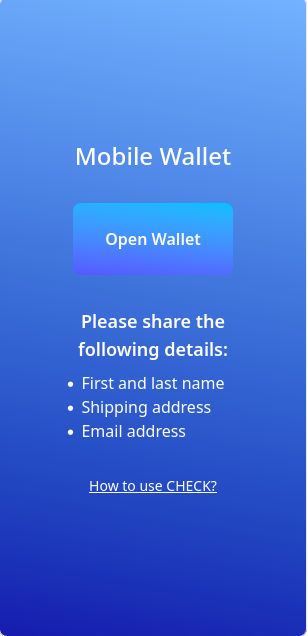 Mobile Wallet
Open Wallet
Please share the
following details:
• First and last name
• Shipping address
• Email address
How to use CHECK?